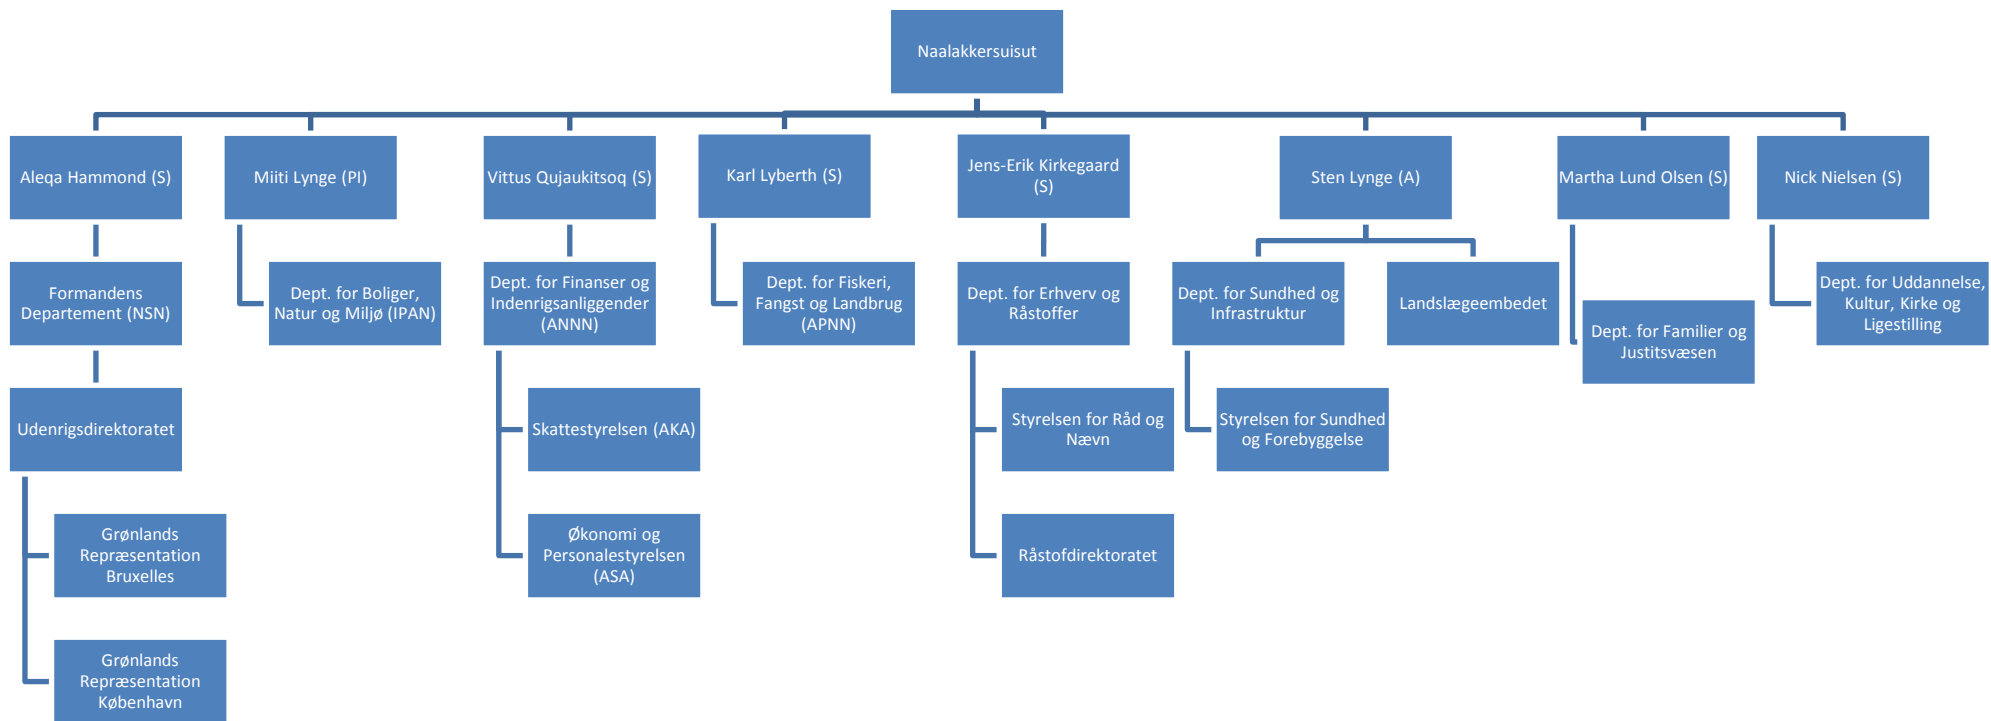 Naalakkersuisut
Aleqa Hammond (S)
Miiti Lynge (PI)
Vittus Qujaukitsoq (S)
Karl Lyberth (S)
Jens-Erik Kirkegaard
(S)
Sten Lynge (A)
Martha Lund Olsen (S)
Nick Nielsen (S)
Formandens
Departement (NSN)
Dept. for Boliger,
Natur og Miljø (IPAN)
Dept. for Finanser og
Indenrigsanliggender
(ANNN)
Dept. for Fiskeri,
Fangst og Landbrug
(APNN)
Dept. for Erhverv og
Råstoffer
Dept. for Sundhed og
Infrastruktur
Landslægeembedet
Dept. for Familier og
Justitsvæsen
Dept. for Uddannelse,
Kultur, Kirke og
Ligestilling
Udenrigsdirektoratet
Skattestyrelsen (AKA)
Styrelsen for Råd og
Nævn
Styrelsen for Sundhed
og Forebyggelse
Grønlands
Repræsentation
Bruxelles
Økonomi og
Personalestyrelsen
(ASA)
Råstofdirektoratet
Grønlands
Repræsentation
København